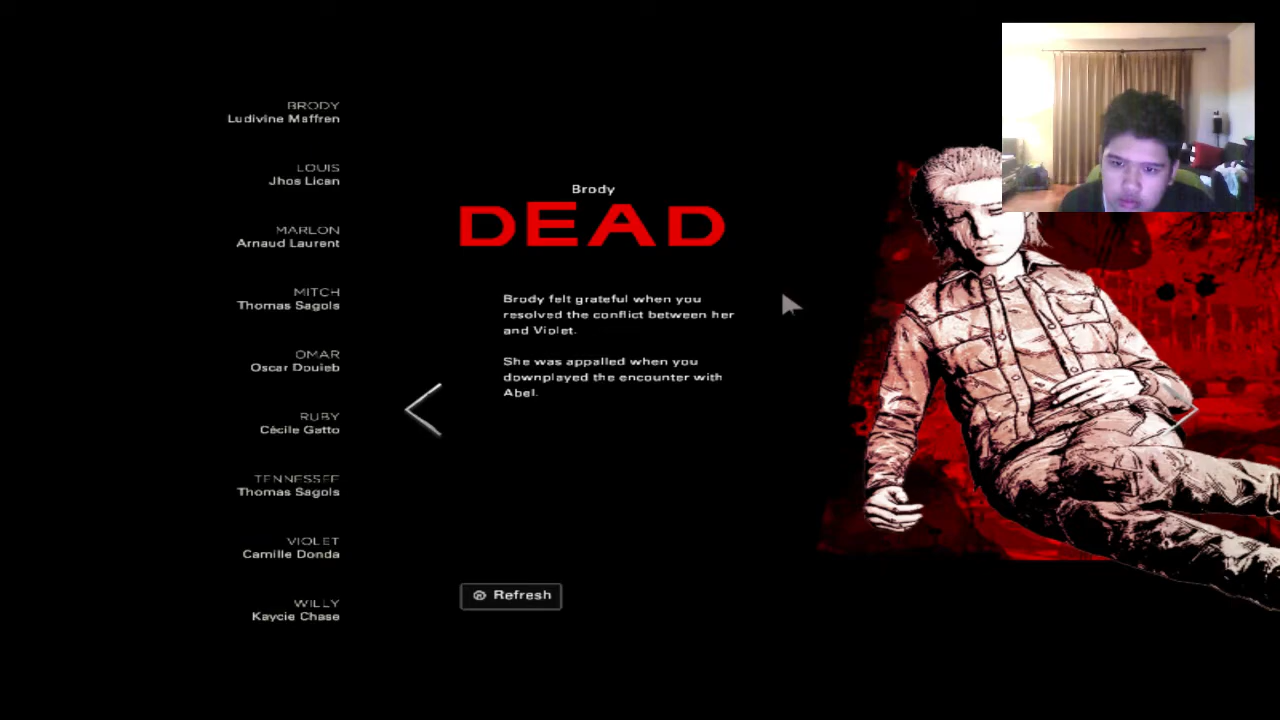 BRODY
Ludivine Maffren
LOUIS
Jhos Lican
MARLON
Arnaud Laurent
MITCH
Thomas Sagols
OMAR
Oscar Douieb
RUBY
Cécile Gatto
TENNESSEE
Thomas Sagols
VIOLET
Camille Donda
WILLY
Kaycie Chase
Brody
DEAD
Brody felt grateful when you
resolved the conflict between her
and Violet.
She was appalled when you
downplayed the encounter with
Abel.
Refresh